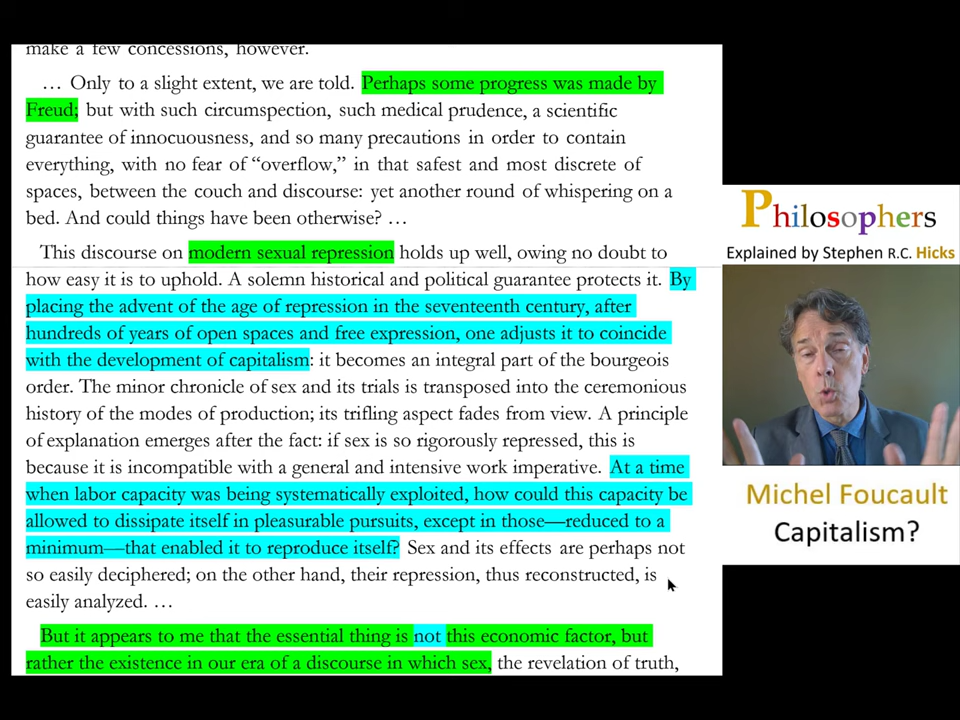 make a few concessions, however.
… Only to a slight extent, we are told. Perhaps some progress was made by
Freud; but with such circumspection, such medical prudence, a scientific
guarantee of innocuousness, and so many precautions in order to contain
everything, with no fear of “overflow,” in that safest and most discrete of
spaces, between the couch and discourse: yet another round of whispering on a
bed. And could things have been otherwise? …
This discourse on modern sexual repression holds up well, owing no doubt to
how easy it is to uphold. A solemn historical and political guarantee protects it. By
placing the advent of the age of repression in the seventeenth century, after
hundreds of years of open spaces and free expression, one adjusts it to coincide
with the development of capitalism: it becomes an integral part of the bourgeois
order. The minor chronicle of sex and its trials is transposed into the ceremonious
history of the modes of production; its trifling aspect fades from view. A principle
of explanation emerges after the fact: if sex is so rigorously repressed, this is
because it is incompatible with a general and intensive work imperative. At a time
when labor capacity was being systematically exploited, how could this capacity be
allowed to dissipate itself in pleasurable pursuits, except in those—reduced to a
minimum—that enabled it to reproduce itself? Sex and its effects are perhaps not
so easily deciphered; on the other hand, their repression, thus reconstructed, is
easily analyzed. …
But it appears to me that the essential thing is not this economic factor, but
rather the existence in our era of a discourse in which sex, the revelation of truth,
Philosophers
Explained by Stephen R.C. Hicks
Michel Foucault
Capitalism?